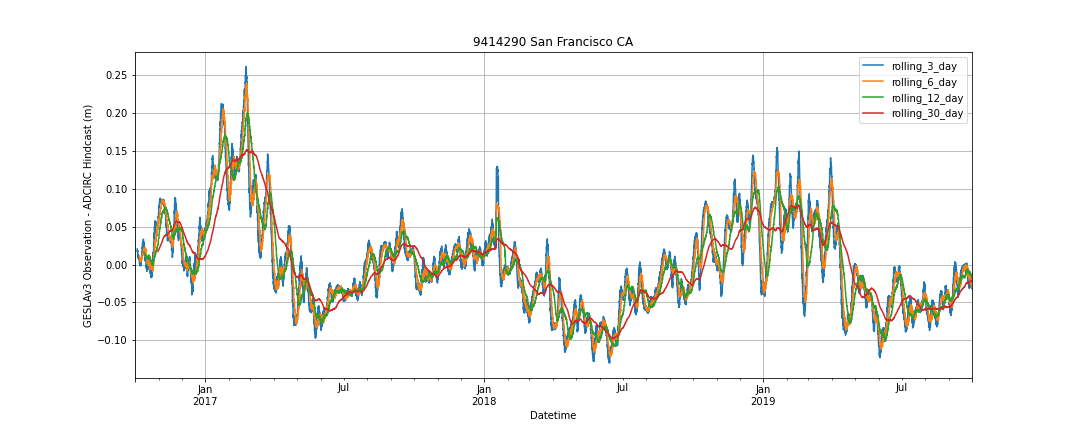 9414290 San Francisco CA
GESLAv3 Observation - ADCIRC Hindcast (m)
0.25
0.20
0.15
0.10
0.05
0.00
−0.05
−0.10
rolling_3_day
rolling_6_day
rolling_12_day
rolling_30_day
Jan Jul Jan Jul Jan Jul
2017 2018 2019
Datetime